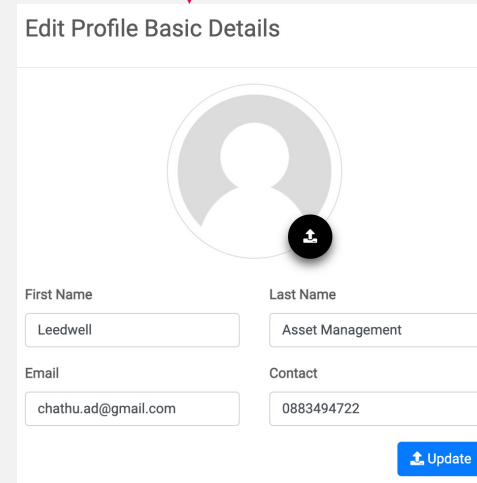 Edit Profile Basic Details
First Name Last Name
Leedwell Asset Management
Email Contact
chathu.ad@gmail.com 0883494722
Update